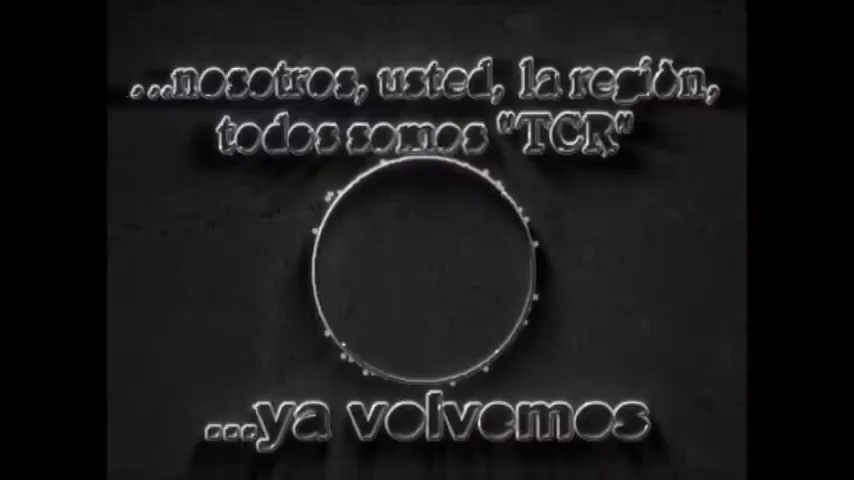 ...nosotros, usted, la región,
todos somos "TCR"
...ya volvemos